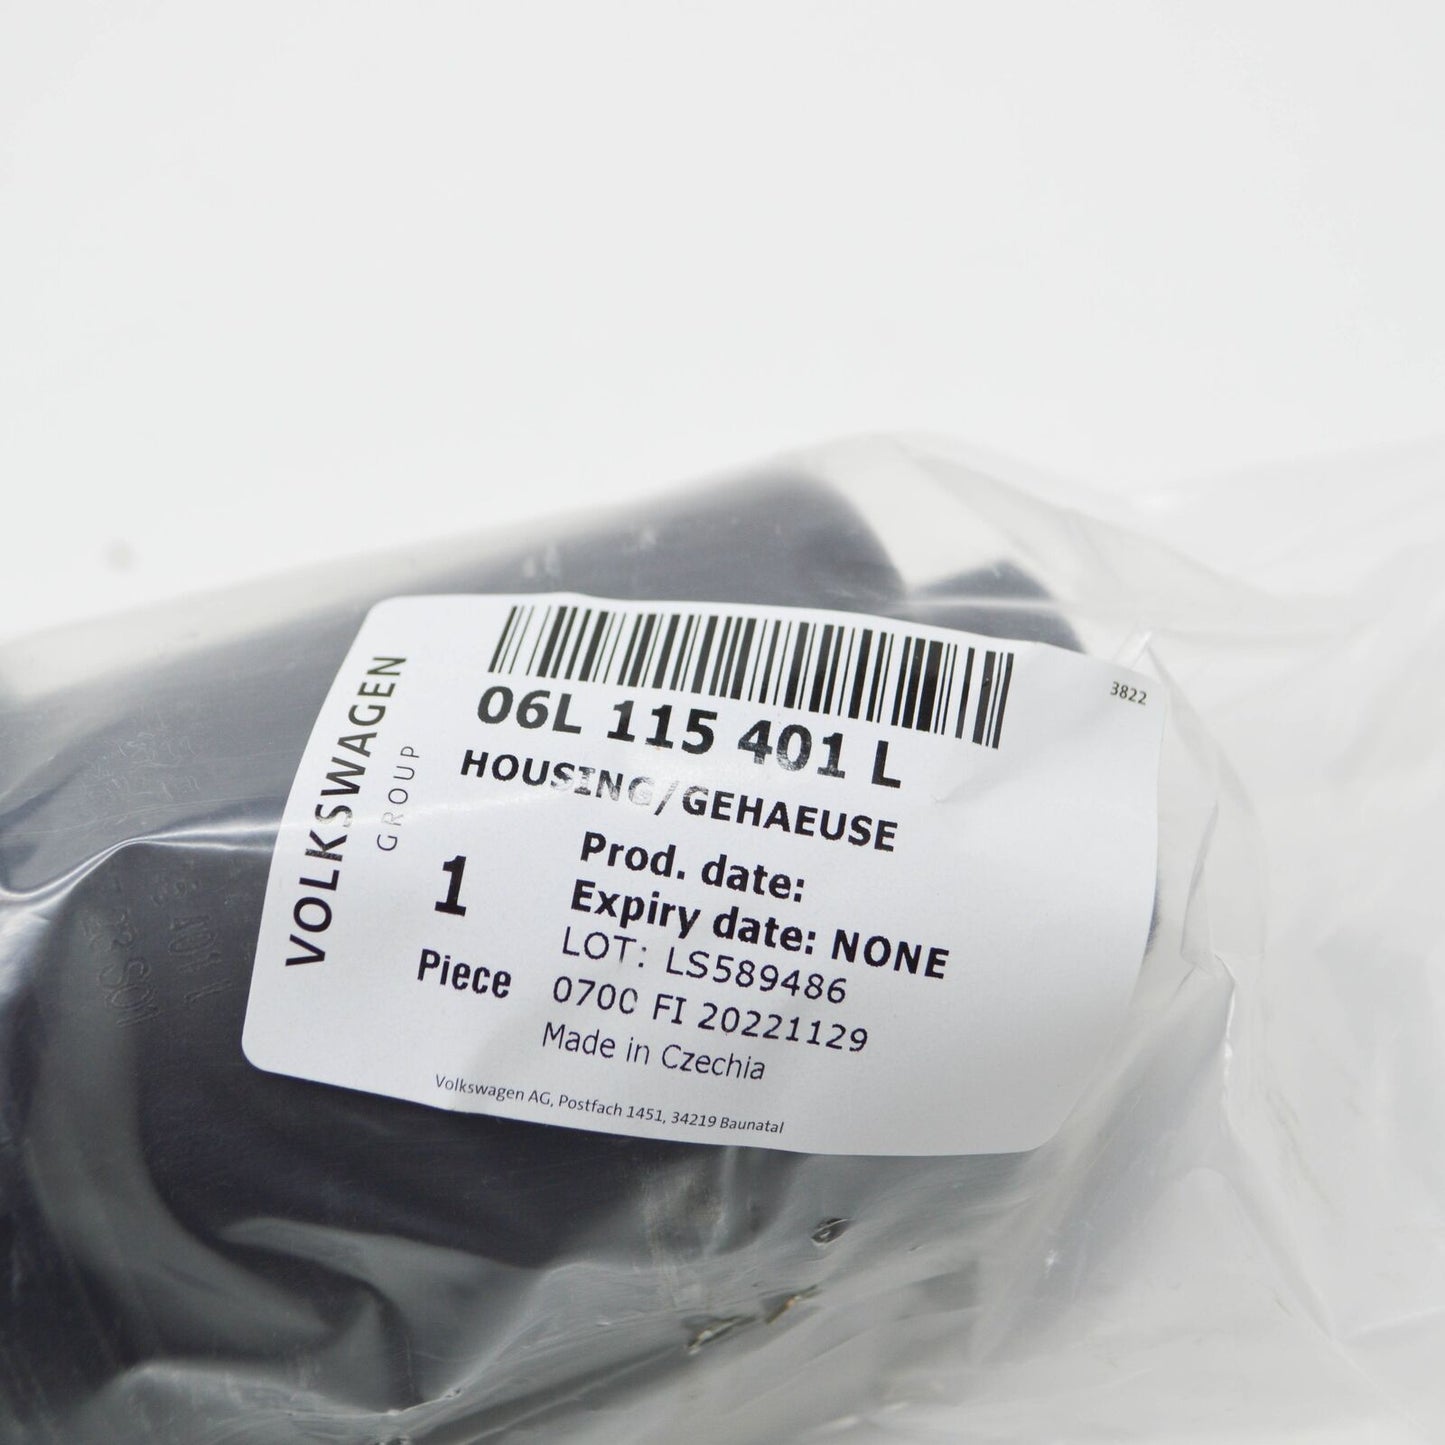 VOLKSWAGEN
GROUP
3822
06L 115 401 L
HOUSING/GEHAEUSE
1
Piece
Prod. date:
Expiry date: NONE
LOT: LS589486
0700 FI 20221129
Made in Czechia
Volkswagen AG, Postfach 1451, 34219 Baunatal
401 L